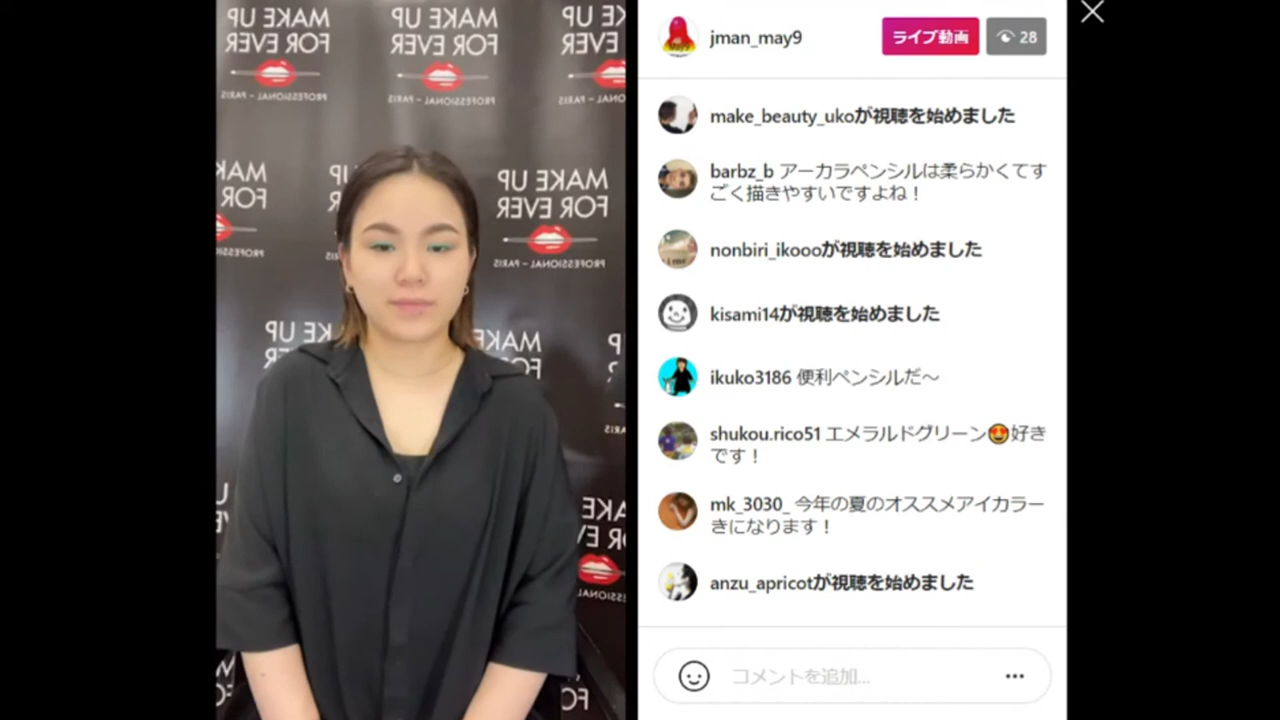 MAKE UP
FOR EVER
PROFESSIONAL – PARIS
MAKE UP
FOR EVER
PROFESSIONAL – PARIS
MAKE UP
FOR EVER
PROFESSIONAL – PARIS
jman_may9
ライブ動画
28
make_beauty_ukoが視聴を始めました
barbz_b アーカラペンシルは柔らかくてす
ごく描きやすいですよね！
nonbiri_ikoooが視聴を始めました
kisami14が視聴を始めました
ikuko3186 便利ペンシルだ～
shukou.rico51 エメラルドグリーン😍好き
です！
mk_3030_ 今年の夏のオススメアイカラー
きになります！
anzu_apricotが視聴を始めました
コメントを追加...